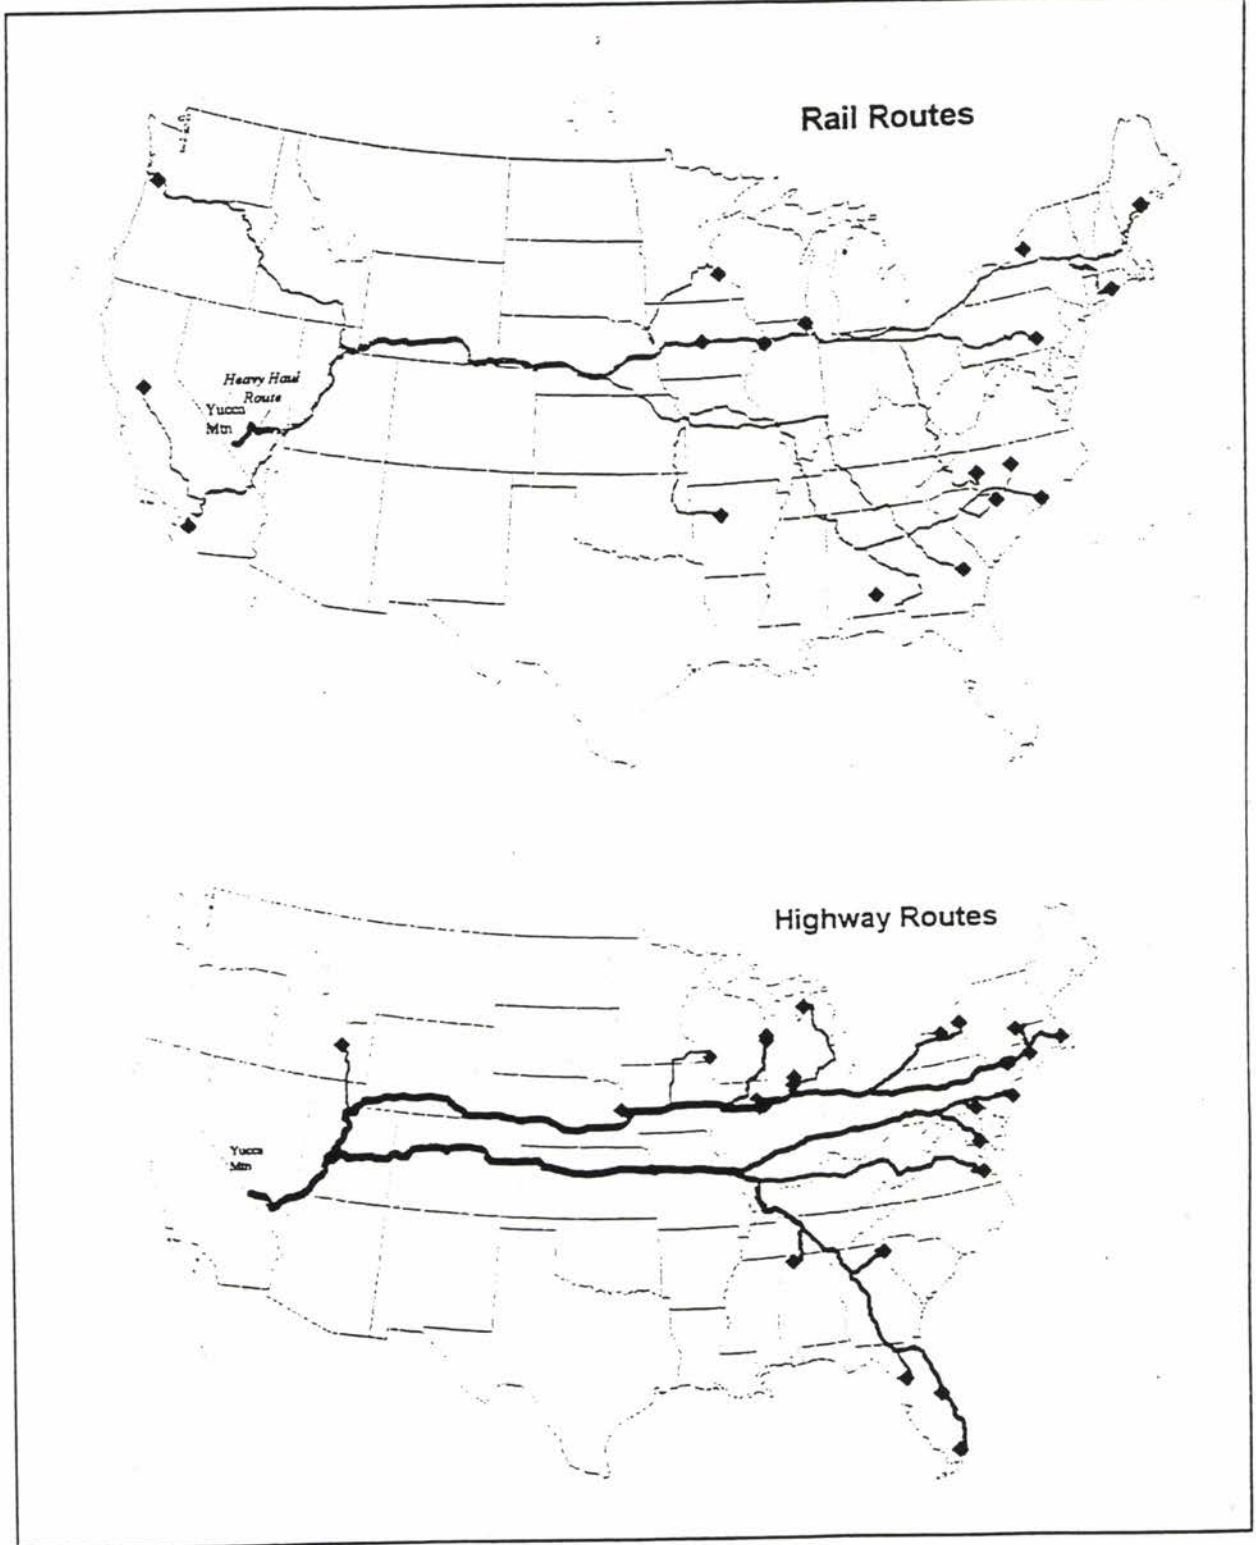 Rail Routes
Heavy Haul
Route
Yucca
Mtn
Highway Routes
Yucca
Mtn